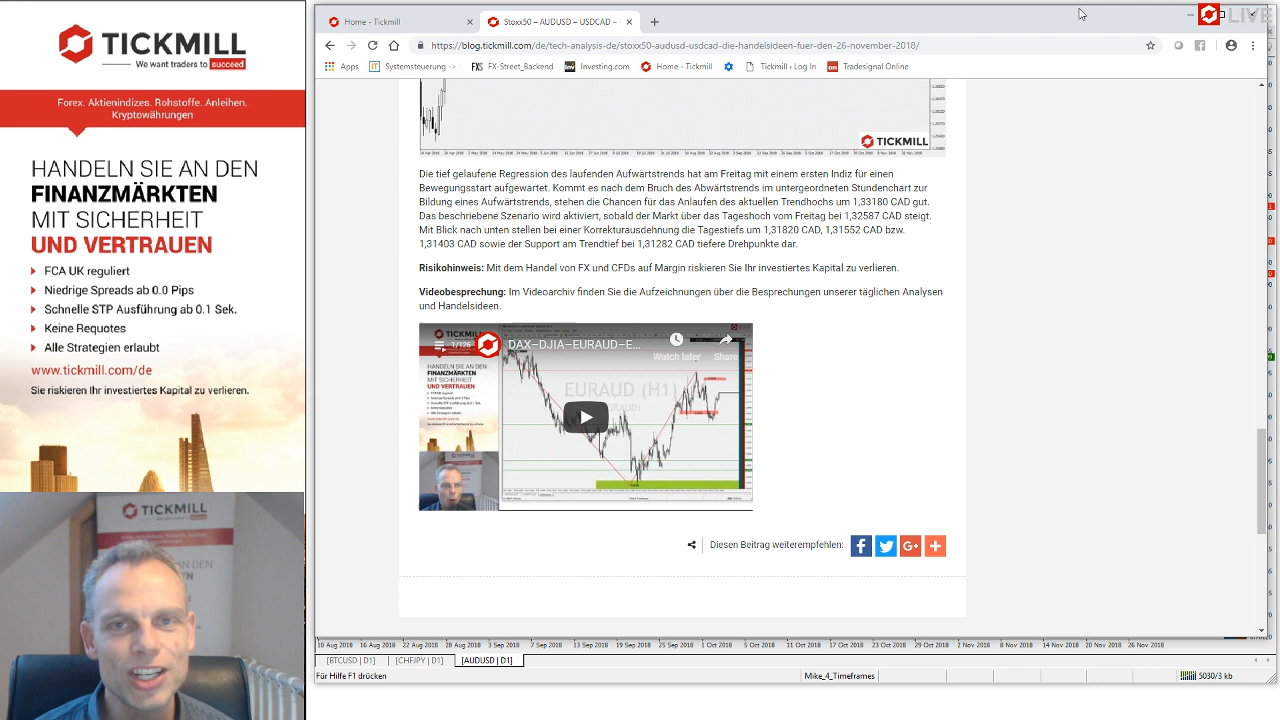 TICKMILL
We want traders to succeed
Forex. Aktienindizes. Rohstoffe. Anleihen.
Kryptowährungen
HANDELN SIE AN DEN
FINANZMÄRKTEN
MIT SICHERHEIT
UND VERTRAUEN
FCA UK reguliert
Niedrige Spreads ab 0.0 Pips
Schnelle STP Ausführung ab 0.1 Sek.
Keine Requotes
Alle Strategien erlaubt
www.tickmill.com/de
Sie riskieren Ihr investiertes Kapital zu verlieren.
TICKMILL
Home - Tickmill
Stoxx50 – AUDUSD – USDCAD –
LIVE
https://blog.tickmill.com/de/tech-analysis-de/stoxx50-audusd-usdcad-die-handelsideen-fuer-den-26-november-2018/
Apps
Systemsteuerung ->
FXS FX-Street_Backend
Investing.com
Home - Tickmill
Tickmill ‹ Log In
Tradesignal Online
TICKMILL
Die tief gelaufene Regression des laufenden Aufwärtstrends hat am Freitag mit einem ersten Indiz für einen
Bewegungsstart aufgewartet. Kommt es nach dem Bruch des Abwärtstrends im untergeordneten Stundenchart zur
Bildung eines Aufwärtstrends, stehen die Chancen für das Anlaufen des aktuellen Trendhochs um 1,33180 CAD gut.
Das beschriebene Szenario wird aktiviert, sobald der Markt über das Tageshoch vom Freitag bei 1,32587 CAD steigt.
Mit Blick nach unten stellen bei einer Korrekturausdehnung die Tagestiefs um 1,31820 CAD, 1,31552 CAD bzw.
1,31403 CAD sowie der Support am Trendtief bei 1,31282 CAD tiefere Drehpunkte dar.
Risikohinweis: Mit dem Handel von FX und CFDs auf Margin riskieren Sie Ihr investiertes Kapital zu verlieren.
Videobesprechung: Im Videoarchiv finden Sie die Aufzeichnungen über die Besprechungen unserer täglichen Analysen
und Handelsideen.
1/126
DAX–DJIA–EURAUD–E...
Watch later
Share
HANDELN SIE AN DEN
FINANZMÄRKTEN
MIT SICHERHEIT
UND VERTRAUEN
EURAUD (H1)
Diesen Beitrag weiterempfehlen:
10 Aug 2018 16 Aug 2018 22 Aug 2018 28 Aug 2018 3 Sep 2018 7 Sep 2018 13 Sep 2018 19 Sep 2018 25 Sep 2018 1 Oct 2018 5 Oct 2018 11 Oct 2018 17 Oct 2018 23 Oct 2018 29 Oct 2018 2 Nov 2018 8 Nov 2018 14 Nov 2018 20 Nov 2018 26 Nov 2018
[BTCUSD | D1]
[CHFJPY | D1]
[AUDUSD | D1]
Für Hilfe F1 drücken
Mike_4_Timeframes
5030/3 kb